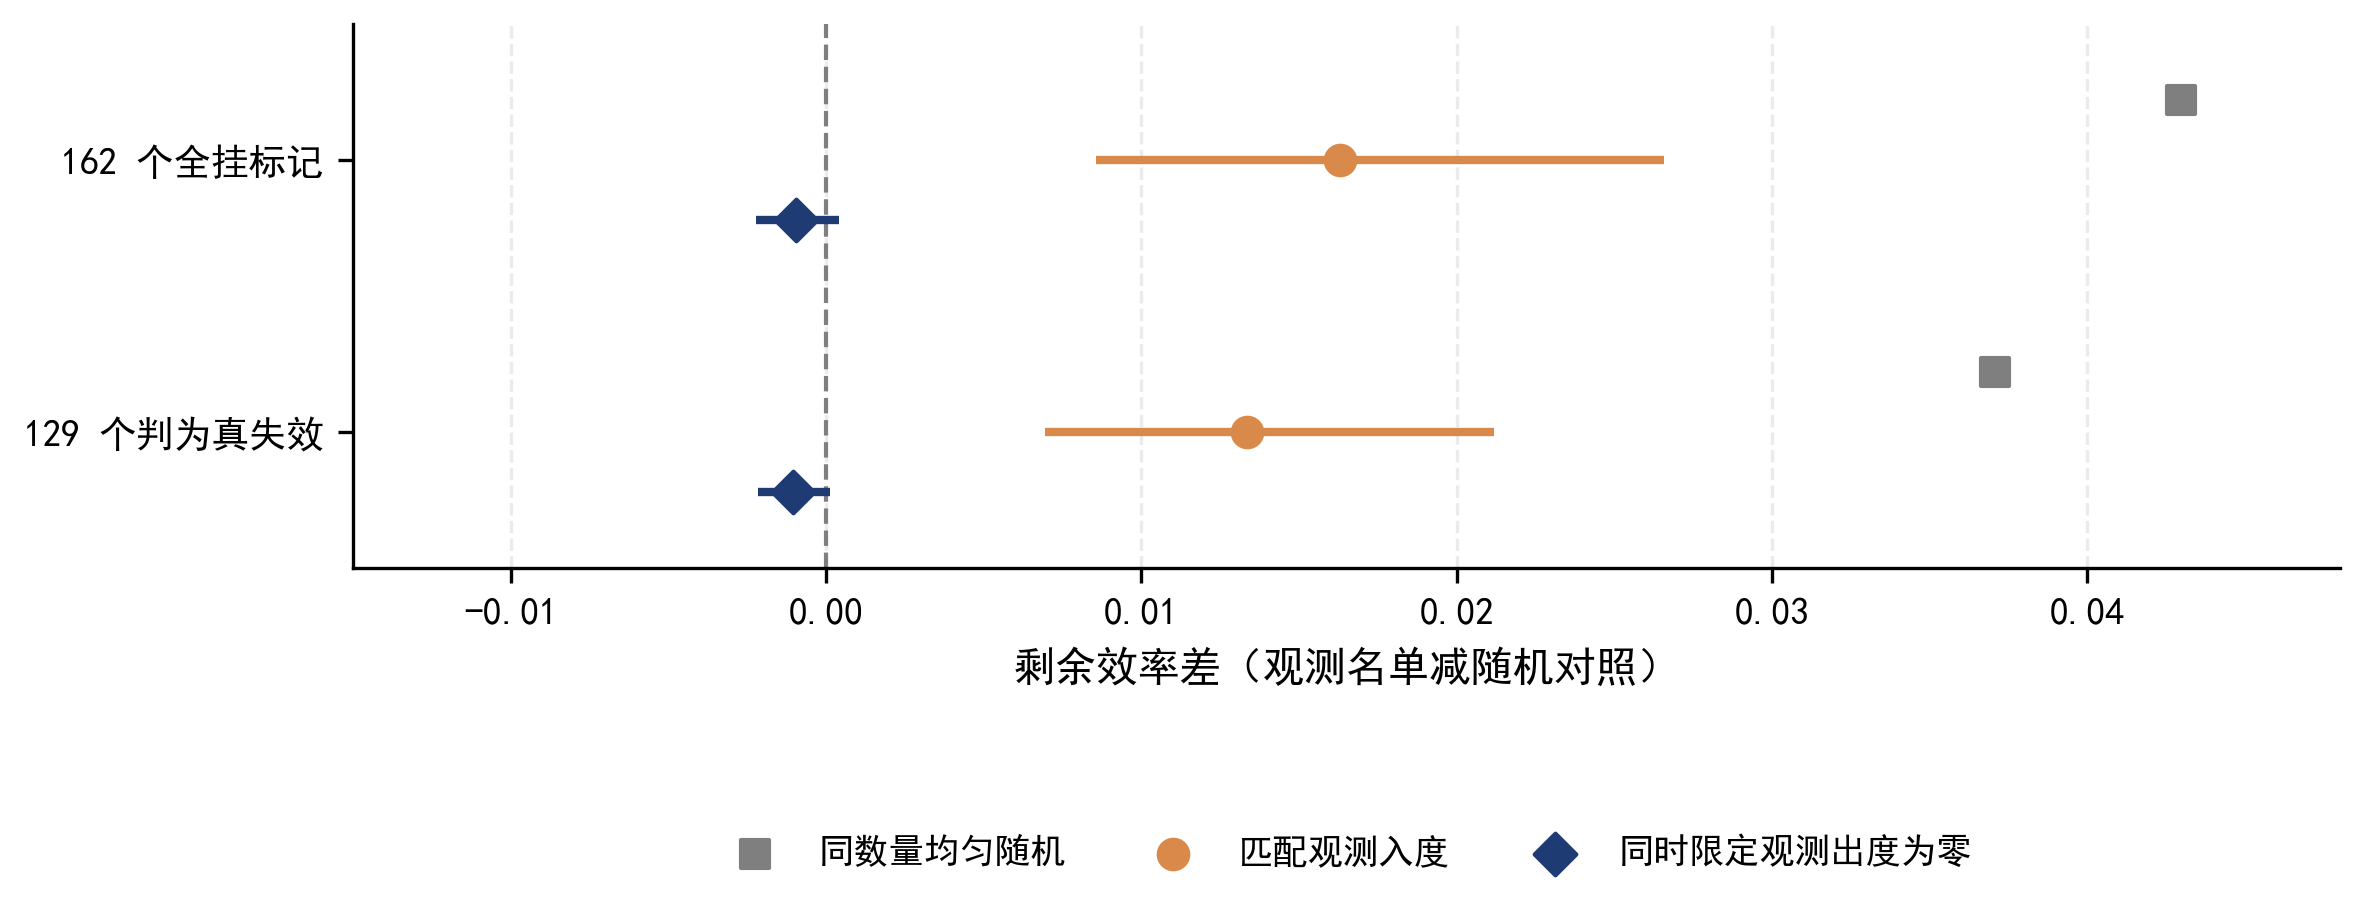 162 个全挂标记
129 个判为真失效
−0.01 0.00 0.01 0.02 0.03 0.04
剩余效率差（观测名单减随机对照）
同数量均匀随机 匹配观测入度 同时限定观测出度为零